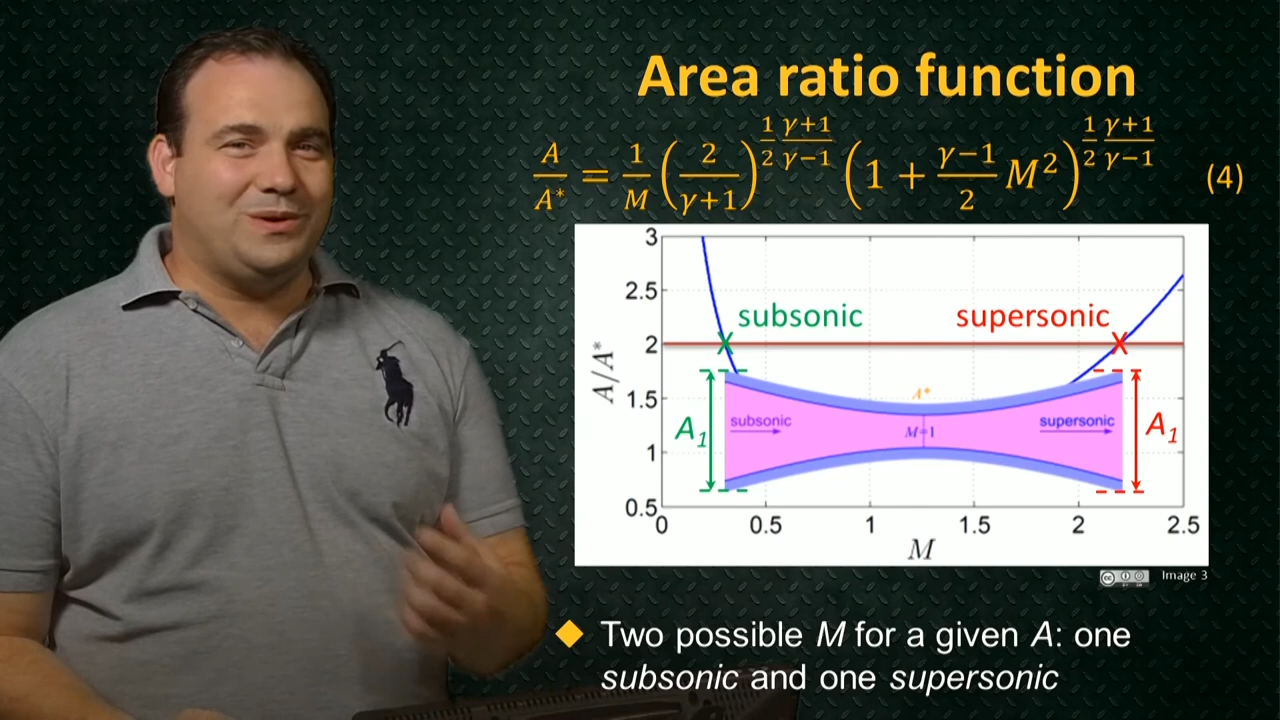 Area ratio function
A/A* = 1/M (2/(γ+1))^(1/2 (γ+1)/(γ−1)) (1 + (γ−1)/2 M²)^(1/2 (γ+1)/(γ−1)) (4)
3
2.5
2
1.5
1
0.5
A/A*
subsonic
supersonic
A*
A₁
subsonic
M=1
supersonic
A₁
0 0.5 1 1.5 2 2.5
M
cc
Image 3
Two possible M for a given A: one
subsonic and one supersonic